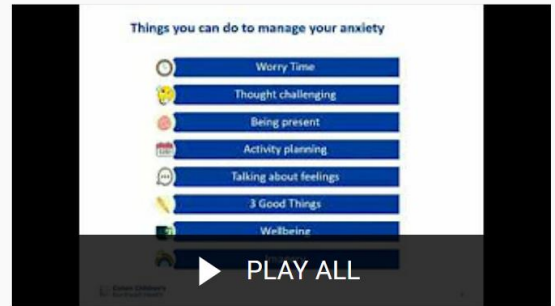 Things you can do to manage your anxiety
Worry Time
Thought challenging
Being present
Activity planning
Talking about feelings
3 Good Things
Wellbeing
PLAY ALL